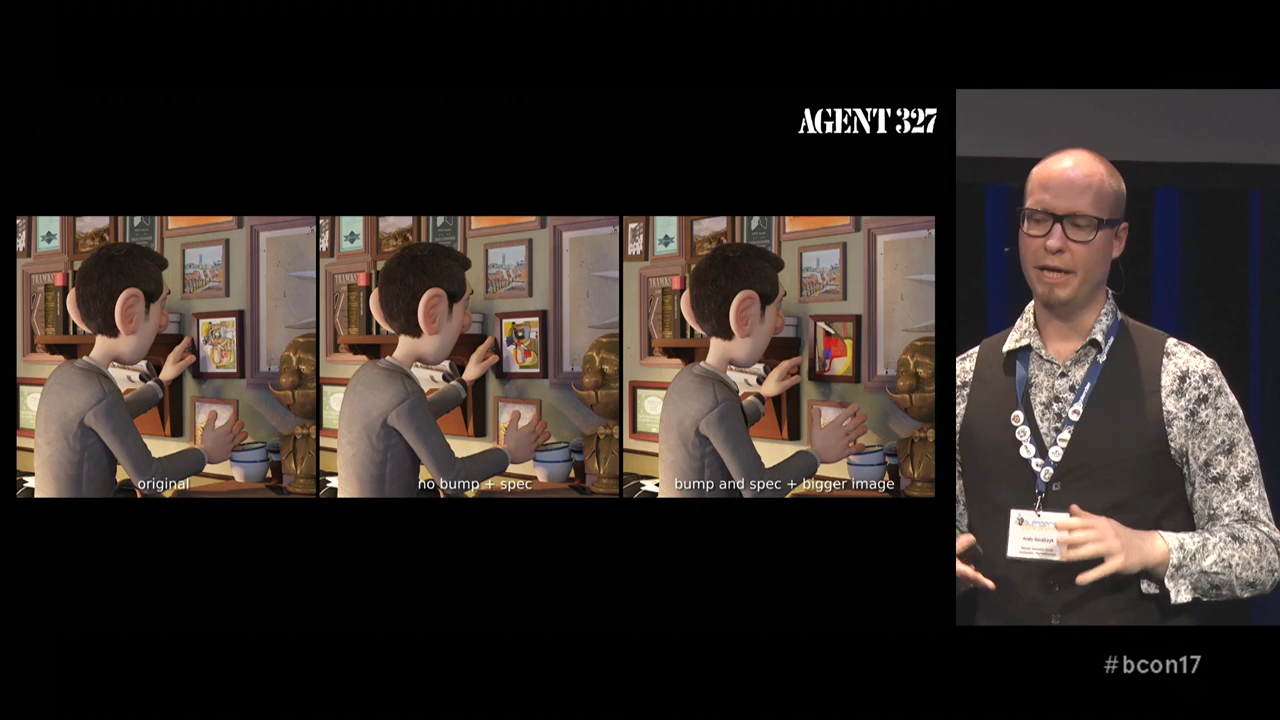 AGENT 327
original
no bump + spec
bump and spec + bigger image
#bcon17